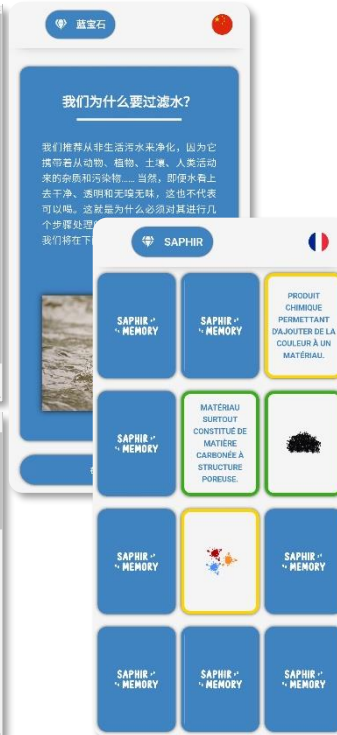 蓝宝石
我们为什么要过滤水?
我们推荐从非生活污水来净化，因为它
携带着从动物、植物、土壤、人类活动
来的杂质和污染物...... 当然，即便水看上
去干净、透明和无嗅无味，这也不代表
可以喝。这就是为什么必须对其进行几
个步骤处理
我们将在下
SAPHIR
SAPHIR
MEMORY
SAPHIR
MEMORY
PRODUIT
CHIMIQUE
PERMETTANT
D'AJOUTER DE LA
COULEUR À UN
MATÉRIAU.
SAPHIR
MEMORY
MATÉRIAU
SURTOUT
CONSTITUÉ DE
MATIÈRE
CARBONÉE À
STRUCTURE
POREUSE.
SAPHIR
MEMORY
SAPHIR
MEMORY
SAPHIR
MEMORY
SAPHIR
MEMORY
SAPHIR
MEMORY